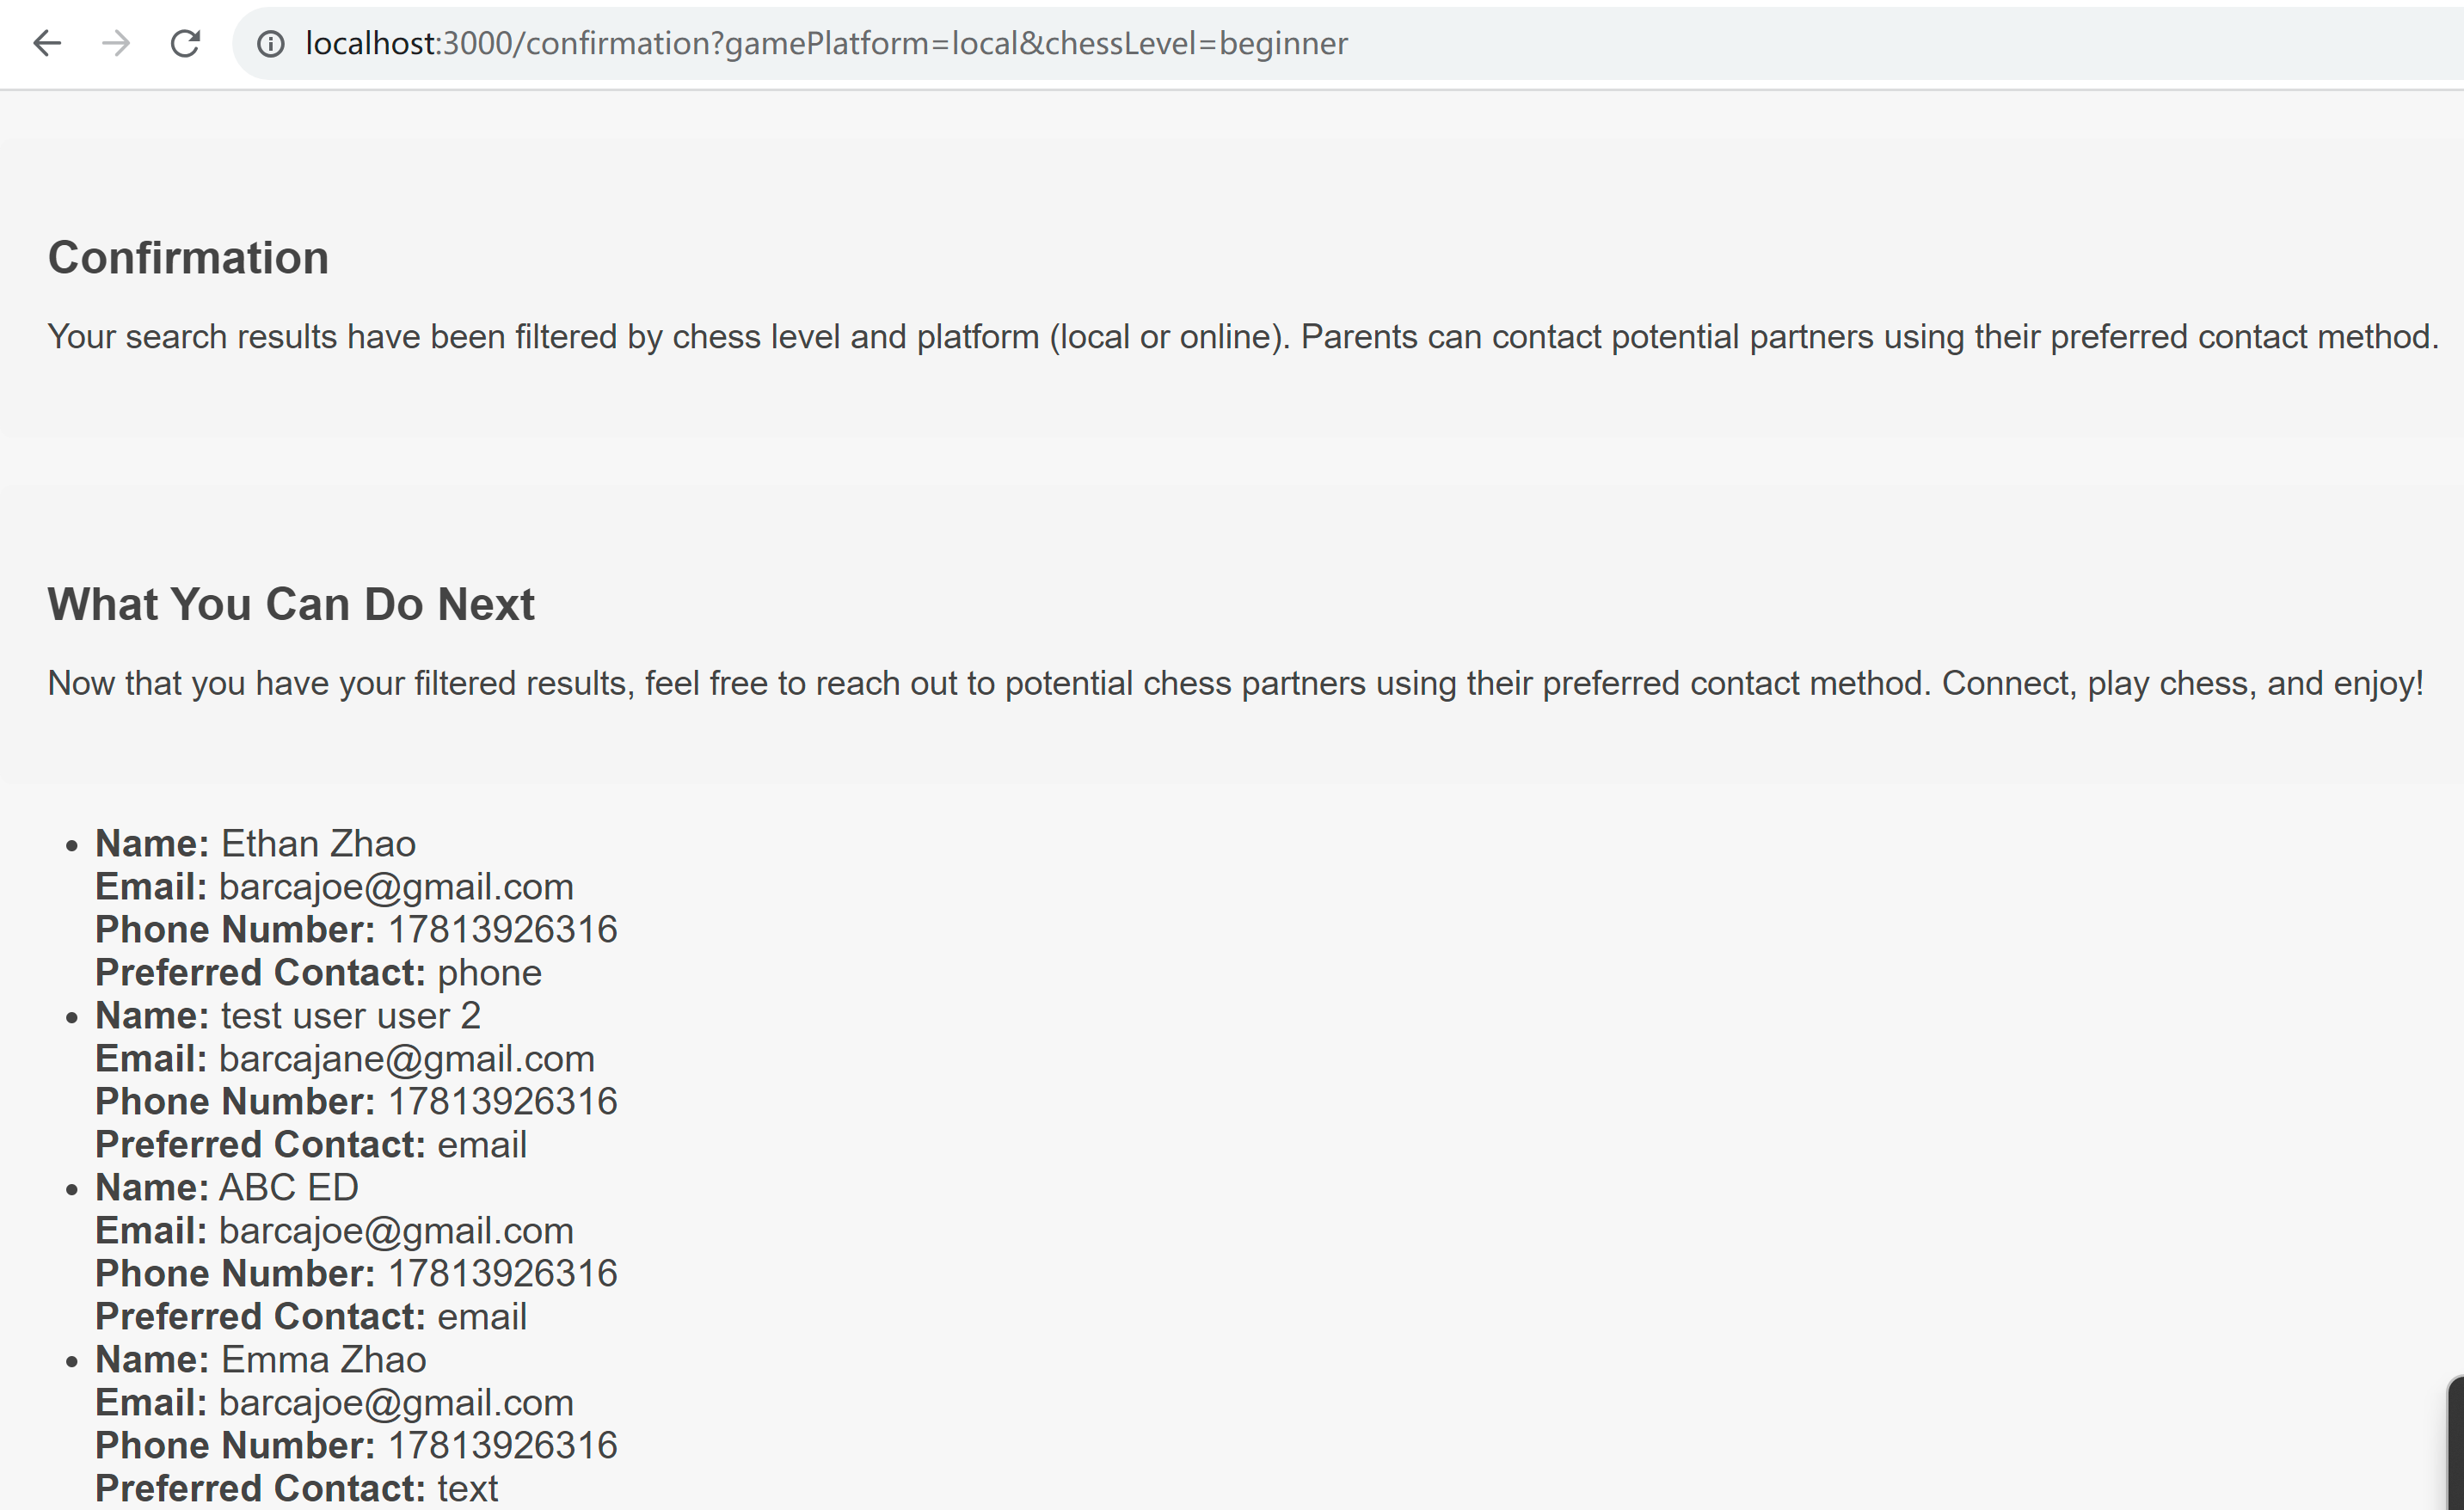 localhost:3000/confirmation?gamePlatform=local&chessLevel=beginner
Confirmation
Your search results have been filtered by chess level and platform (local or online). Parents can contact potential partners using their preferred contact method.
What You Can Do Next
Now that you have your filtered results, feel free to reach out to potential chess partners using their preferred contact method. Connect, play chess, and enjoy!
• Name: Ethan Zhao
Email: barcajoe@gmail.com
Phone Number: 17813926316
Preferred Contact: phone
• Name: test user user 2
Email: barcajane@gmail.com
Phone Number: 17813926316
Preferred Contact: email
• Name: ABC ED
Email: barcajoe@gmail.com
Phone Number: 17813926316
Preferred Contact: email
• Name: Emma Zhao
Email: barcajoe@gmail.com
Phone Number: 17813926316
Preferred Contact: text